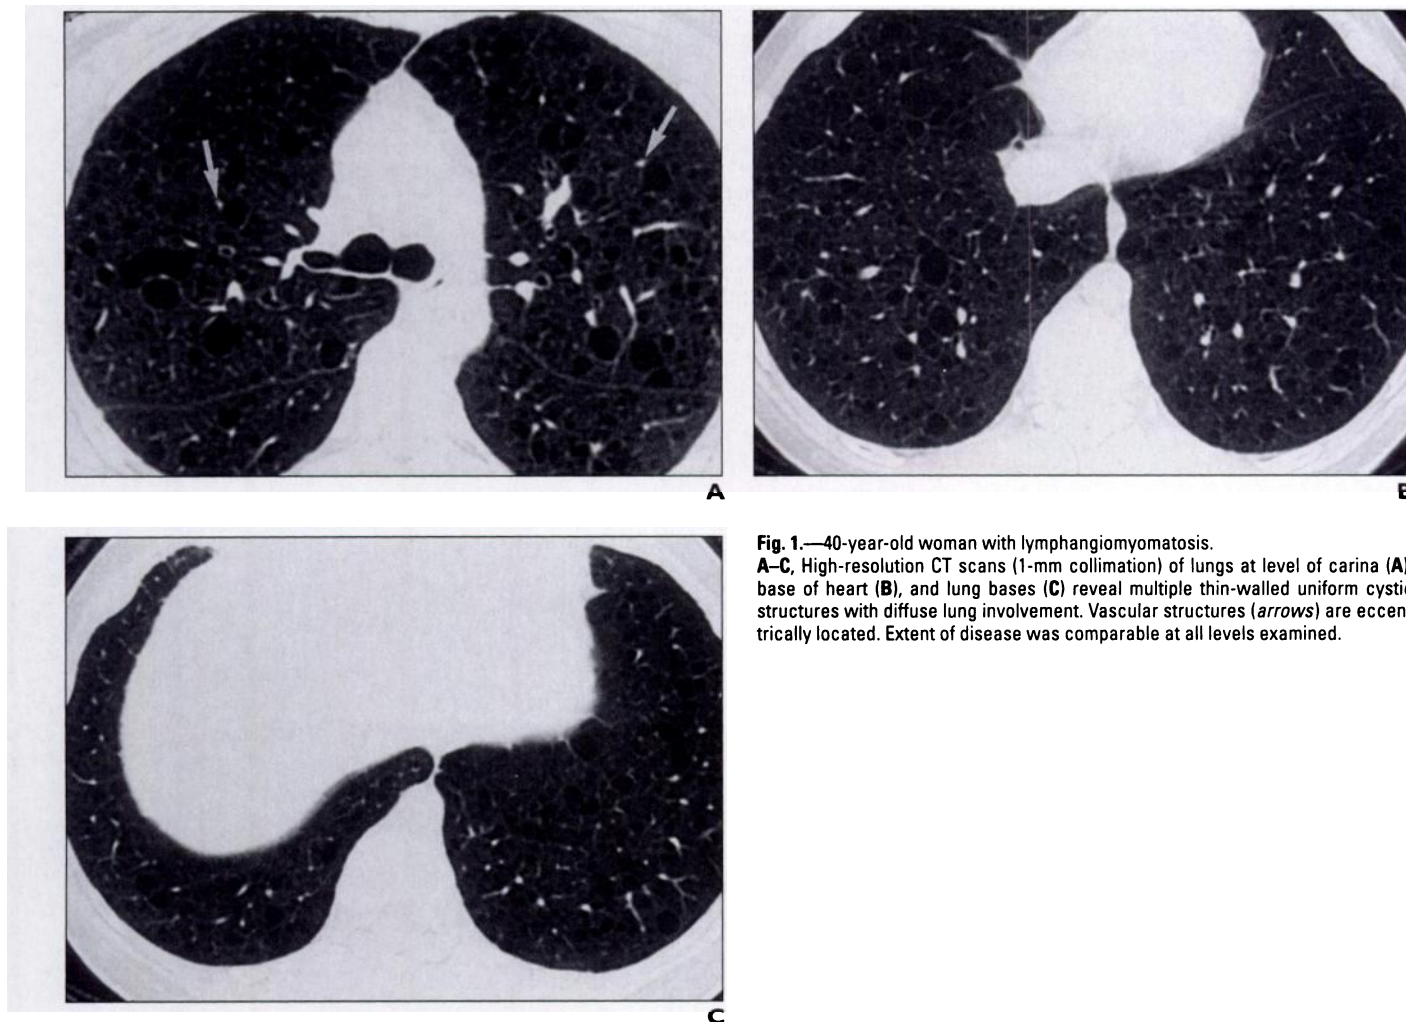 A
B
C
Fig. 1.—40-year-old woman with lymphangiomyomatosis.
A–C, High-resolution CT scans (1-mm collimation) of lungs at level of carina (A)
base of heart (B), and lung bases (C) reveal multiple thin-walled uniform cysti
structures with diffuse lung involvement. Vascular structures (arrows) are eccen
trically located. Extent of disease was comparable at all levels examined.